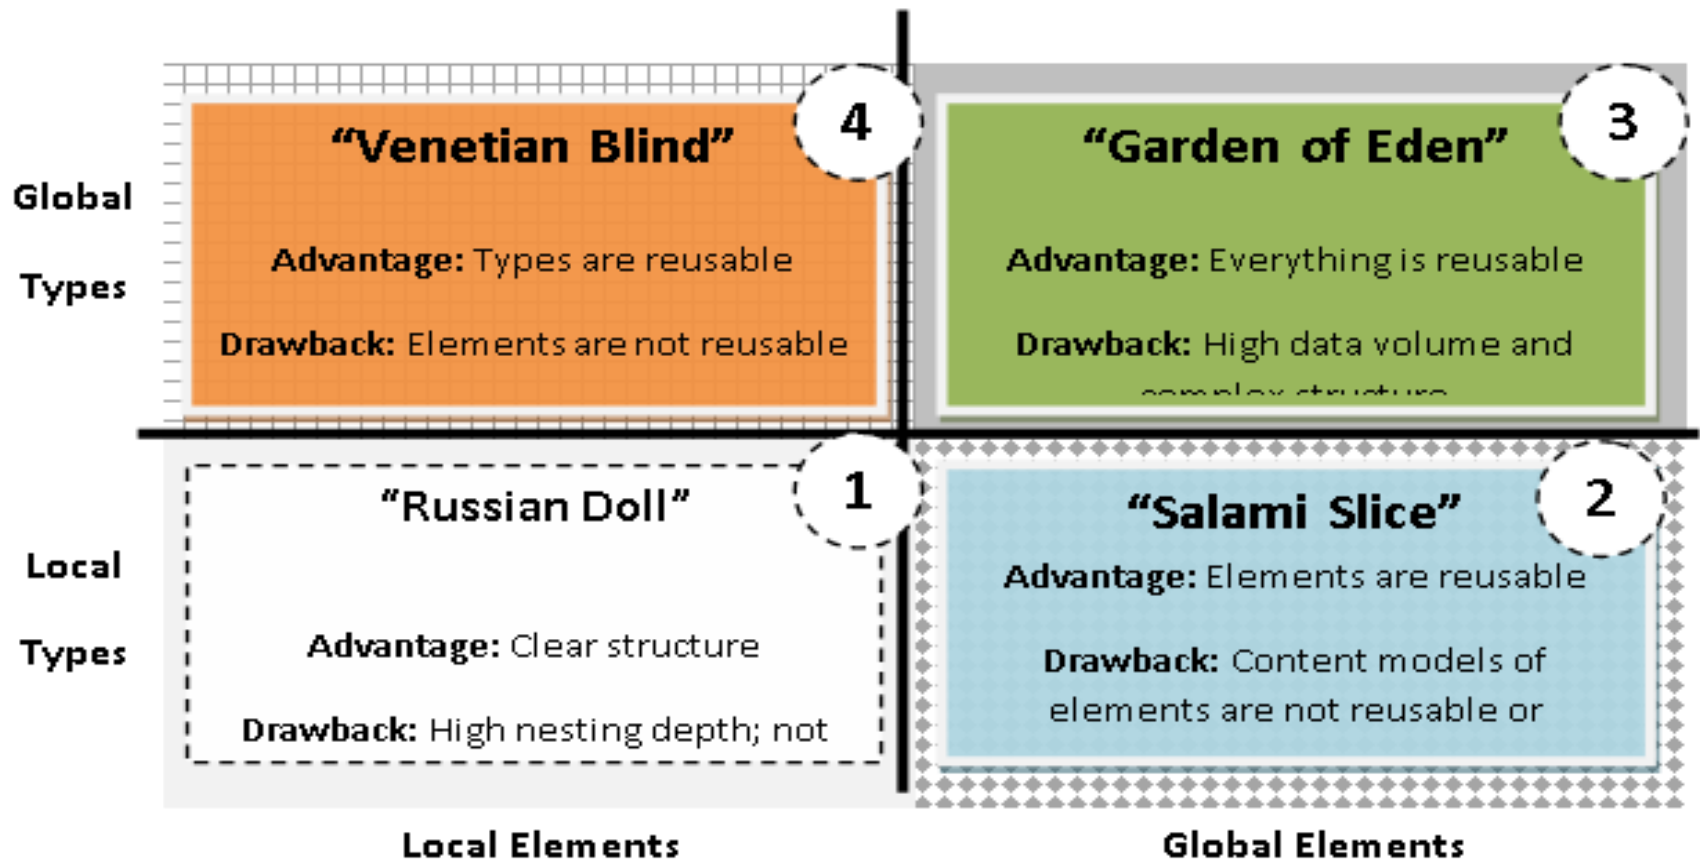 Global
Types
“Venetian Blind”
4
Advantage: Types are reusable
Drawback: Elements are not reusable
“Garden of Eden”
3
Advantage: Everything is reusable
Drawback: High data volume and
complex structure
Local
Types
“Russian Doll”
1
Advantage: Clear structure
Drawback: High nesting depth; not
“Salami Slice”
2
Advantage: Elements are reusable
Drawback: Content models of
elements are not reusable or
Local Elements
Global Elements